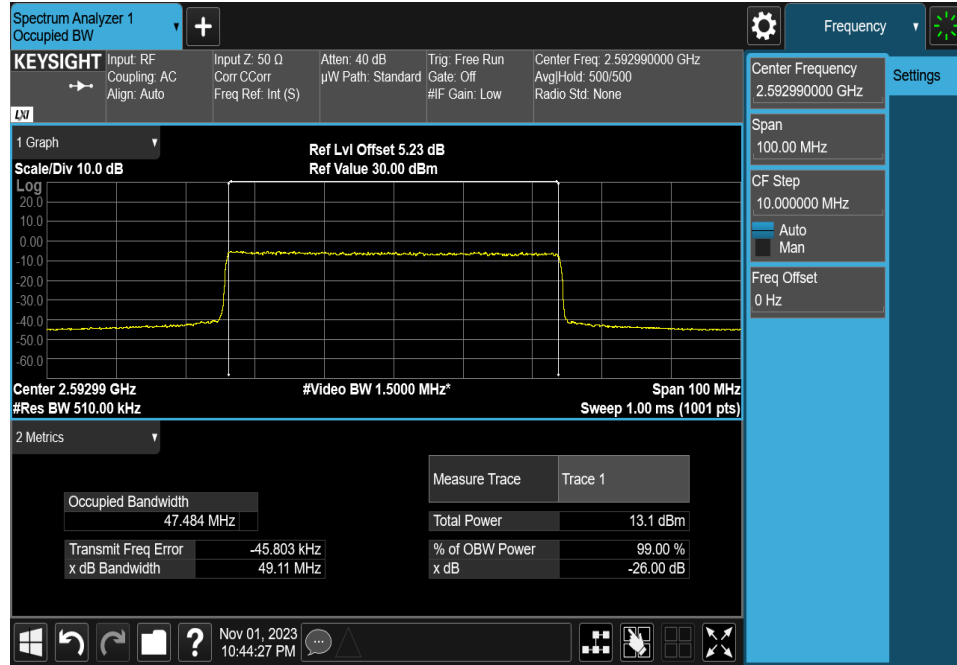 Spectrum Analyzer 1
Occupied BW
+
Frequency
KEYSIGHT
Input: RF
Coupling: AC
Align: Auto
Input Z: 50 Ω
Corr CCorr
Freq Ref: Int (S)
Atten: 40 dB
µW Path: Standard
Trig: Free Run
Gate: Off
#IF Gain: Low
Center Freq: 2.592990000 GHz
Avg|Hold: 500/500
Radio Std: None
LXI
Center Frequency
2.592990000 GHz
Settings
Span
100.00 MHz
CF Step
10.000000 MHz
Auto
Man
Freq Offset
0 Hz
1 Graph
Scale/Div 10.0 dB
Ref Lvl Offset 5.23 dB
Ref Value 30.00 dBm
Log
20.0
10.0
0.00
-10.0
-20.0
-30.0
-40.0
-50.0
-60.0
Center 2.59299 GHz
#Video BW 1.5000 MHz*
Span 100 MHz
#Res BW 510.00 kHz
Sweep 1.00 ms (1001 pts)
2 Metrics
Measure Trace Trace 1
Occupied Bandwidth
47.484 MHz
Total Power 13.1 dBm
Transmit Freq Error -45.803 kHz
% of OBW Power 99.00 %
x dB Bandwidth 49.11 MHz
x dB -26.00 dB
?
Nov 01, 2023
10:44:27 PM